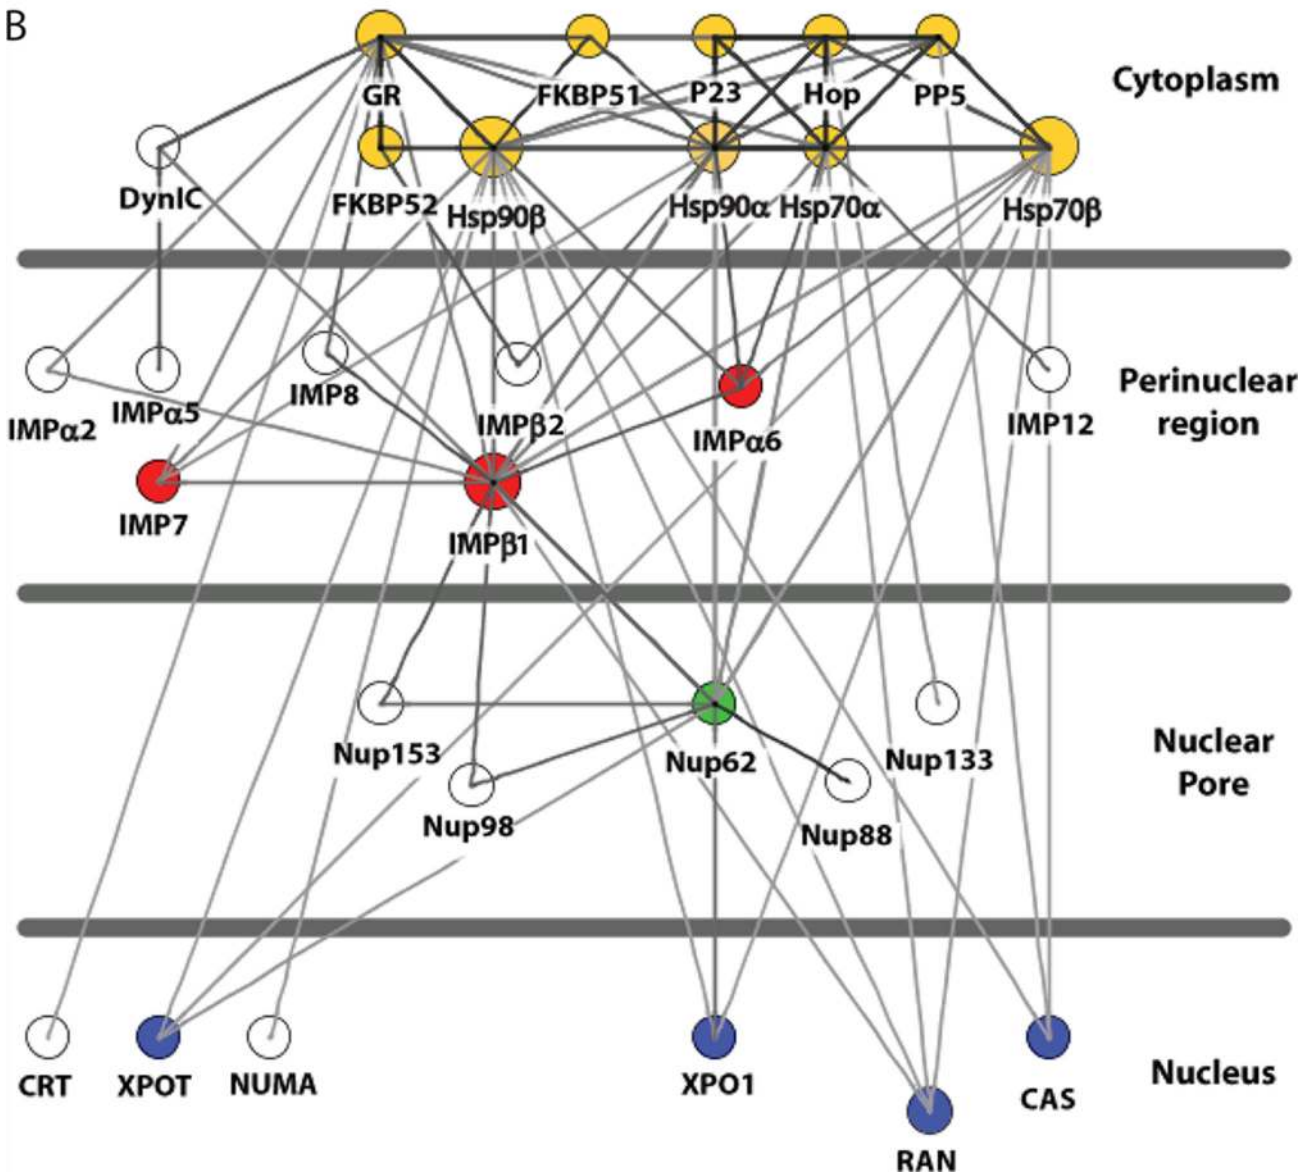 B
Cytoplasm
GR
FKBP51
P23
Hop
PP5
DynlC
FKBP52
Hsp90β
Hsp90α
Hsp70α
Hsp70β
Perinuclear
region
IMPα2
IMPα5
IMP8
IMPβ2
IMPα6
IMP12
IMP7
IMPβ1
Nuclear
Pore
Nup153
Nup62
Nup133
Nup98
Nup88
Nucleus
CRT
XPOT
NUMA
XPO1
CAS
RAN